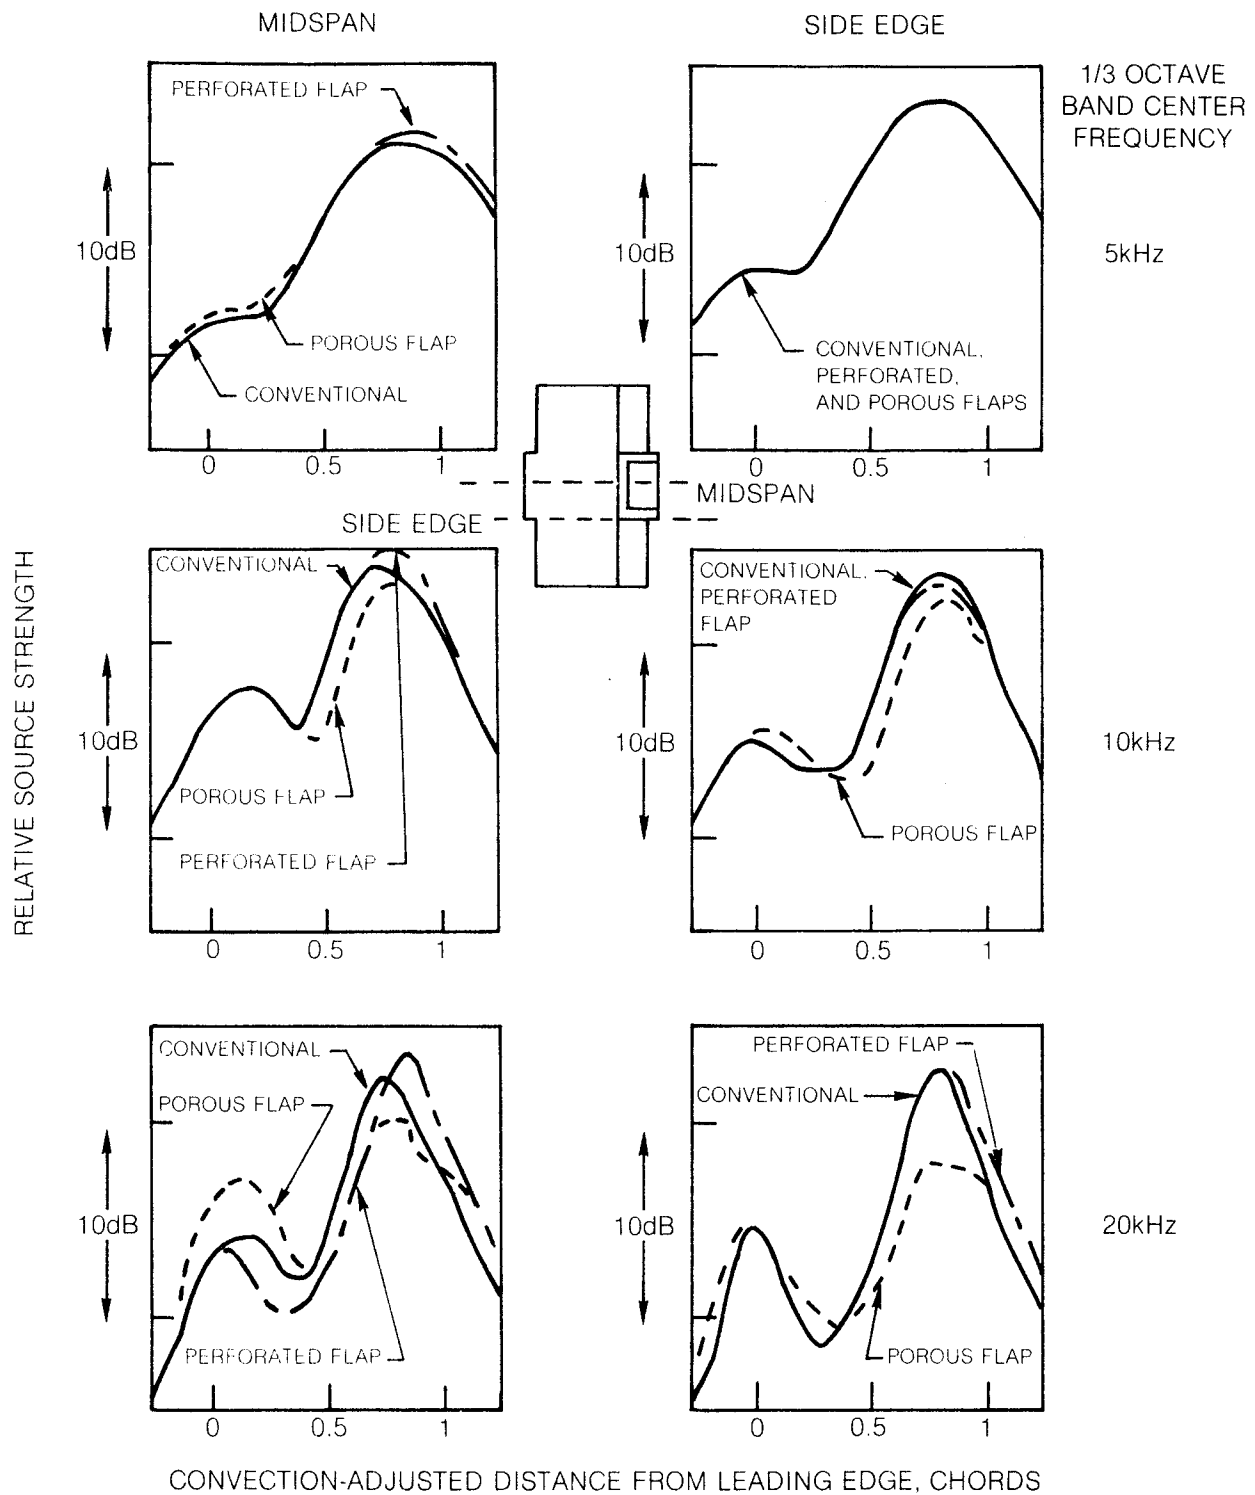 MIDSPAN
SIDE EDGE
1/3 OCTAVE
BAND CENTER
FREQUENCY
PERFORATED FLAP
10dB
POROUS FLAP
CONVENTIONAL
0 0.5 1
10dB
CONVENTIONAL,
PERFORATED,
AND POROUS FLAPS
0 0.5 1
5kHz
MIDSPAN
SIDE EDGE
RELATIVE SOURCE STRENGTH
CONVENTIONAL
10dB
POROUS FLAP
PERFORATED FLAP
0 0.5 1
CONVENTIONAL,
PERFORATED
FLAP
10dB
POROUS FLAP
0 0.5 1
10kHz
CONVENTIONAL
POROUS FLAP
10dB
PERFORATED FLAP
0 0.5 1
PERFORATED FLAP
CONVENTIONAL
10dB
POROUS FLAP
0 0.5 1
20kHz
CONVECTION-ADJUSTED DISTANCE FROM LEADING EDGE, CHORDS